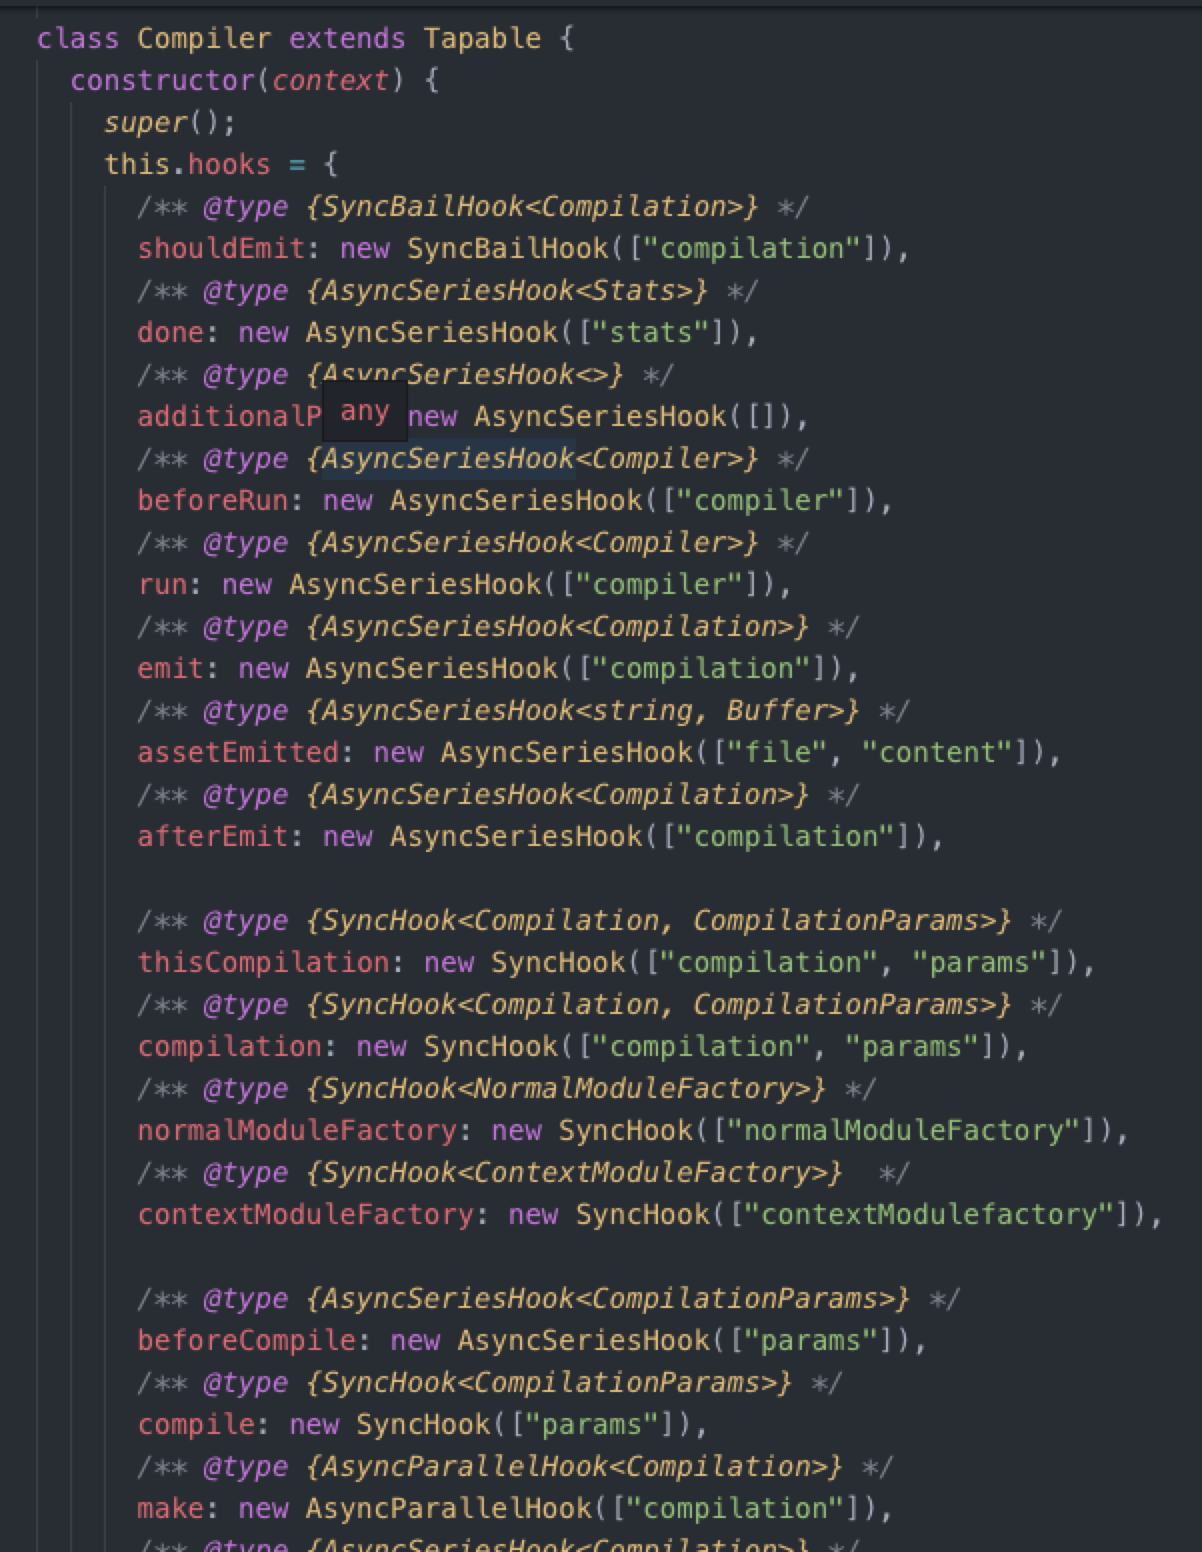 class Compiler extends Tapable {
constructor(context) {
super();
this.hooks = {
/** @type {SyncBailHook<Compilation>} */
shouldEmit: new SyncBailHook(["compilation"]),
/** @type {AsyncSeriesHook<Stats>} */
done: new AsyncSeriesHook(["stats"]),
/** @type {AsyncSeriesHook<>} */
any
new AsyncSeriesHook([]),
/** @type {AsyncSeriesHook<Compiler>} */
beforeRun: new AsyncSeriesHook(["compiler"]),
/** @type {AsyncSeriesHook<Compiler>} */
run: new AsyncSeriesHook(["compiler"]),
/** @type {AsyncSeriesHook<Compilation>} */
emit: new AsyncSeriesHook(["compilation"]),
/** @type {AsyncSeriesHook<string, Buffer>} */
assetEmitted: new AsyncSeriesHook(["file", "content"]),
/** @type {AsyncSeriesHook<Compilation>} */
afterEmit: new AsyncSeriesHook(["compilation"]),
/** @type {SyncHook<Compilation, CompilationParams>} */
thisCompilation: new SyncHook(["compilation", "params"]),
/** @type {SyncHook<Compilation, CompilationParams>} */
compilation: new SyncHook(["compilation", "params"]),
/** @type {SyncHook<NormalModuleFactory>} */
normalModuleFactory: new SyncHook(["normalModuleFactory"]),
/** @type {SyncHook<ContextModuleFactory>}  */
contextModuleFactory: new SyncHook(["contextModulefactory"]),
/** @type {AsyncSeriesHook<CompilationParams>} */
beforeCompile: new AsyncSeriesHook(["params"]),
/** @type {SyncHook<CompilationParams>} */
compile: new SyncHook(["params"]),
/** @type {AsyncParallelHook<Compilation>} */
make: new AsyncParallelHook(["compilation"]),
/** @type {AsyncSeriesHook<Compilation>} */